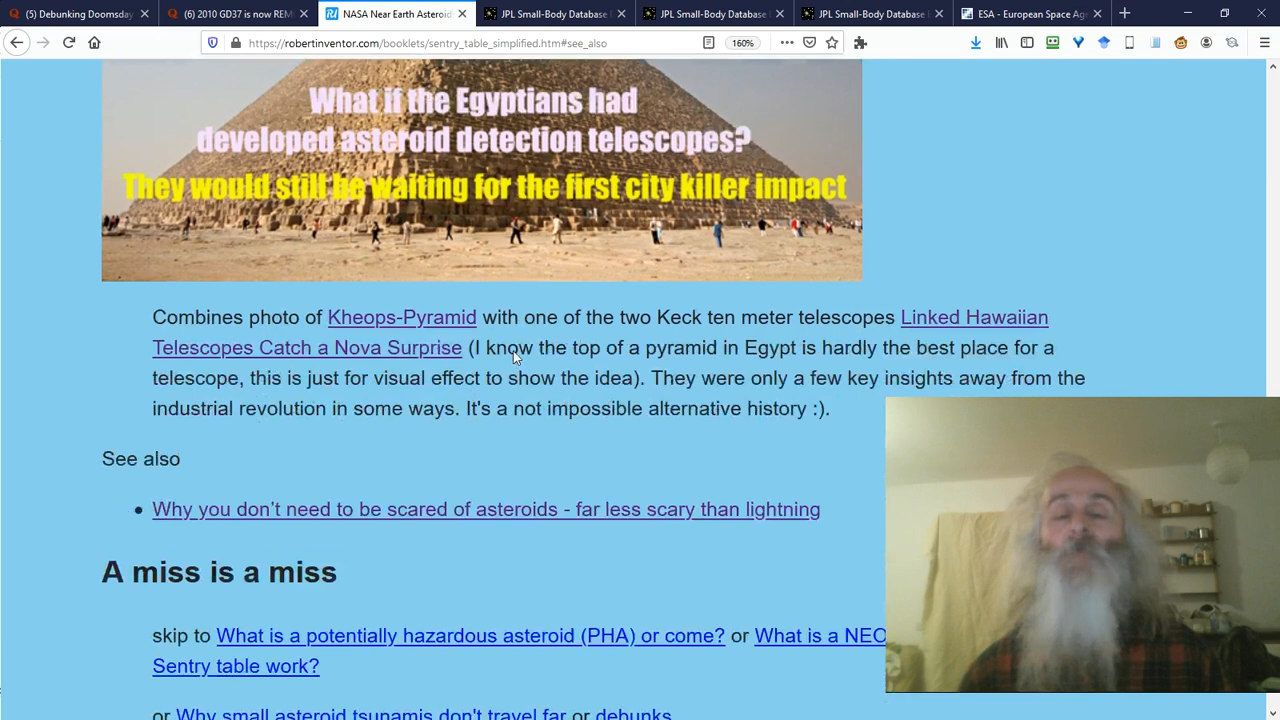 (5) Debunking Doomsday
(6) 2010 GD37 is now REM
NASA Near Earth Asteroi
JPL Small-Body Database
JPL Small-Body Database
JPL Small-Body Database
ESA - European Space Ag
https://robertinventor.com/booklets/sentry_table_simplified.htm#see_also
160%
What if the Egyptians had
developed asteroid detection telescopes?
They would still be waiting for the first city killer impact
Combines photo of Kheops-Pyramid with one of the two Keck ten meter telescopes Linked Hawaiian
Telescopes Catch a Nova Surprise (I know the top of a pyramid in Egypt is hardly the best place for a
telescope, this is just for visual effect to show the idea). They were only a few key insights away from the
industrial revolution in some ways. It's a not impossible alternative history :).
See also
• Why you don't need to be scared of asteroids - far less scary than lightning
A miss is a miss
skip to What is a potentially hazardous asteroid (PHA) or come? or What is a NEO
Sentry table work?
or Why small asteroid tsunamis don't travel far or debunks